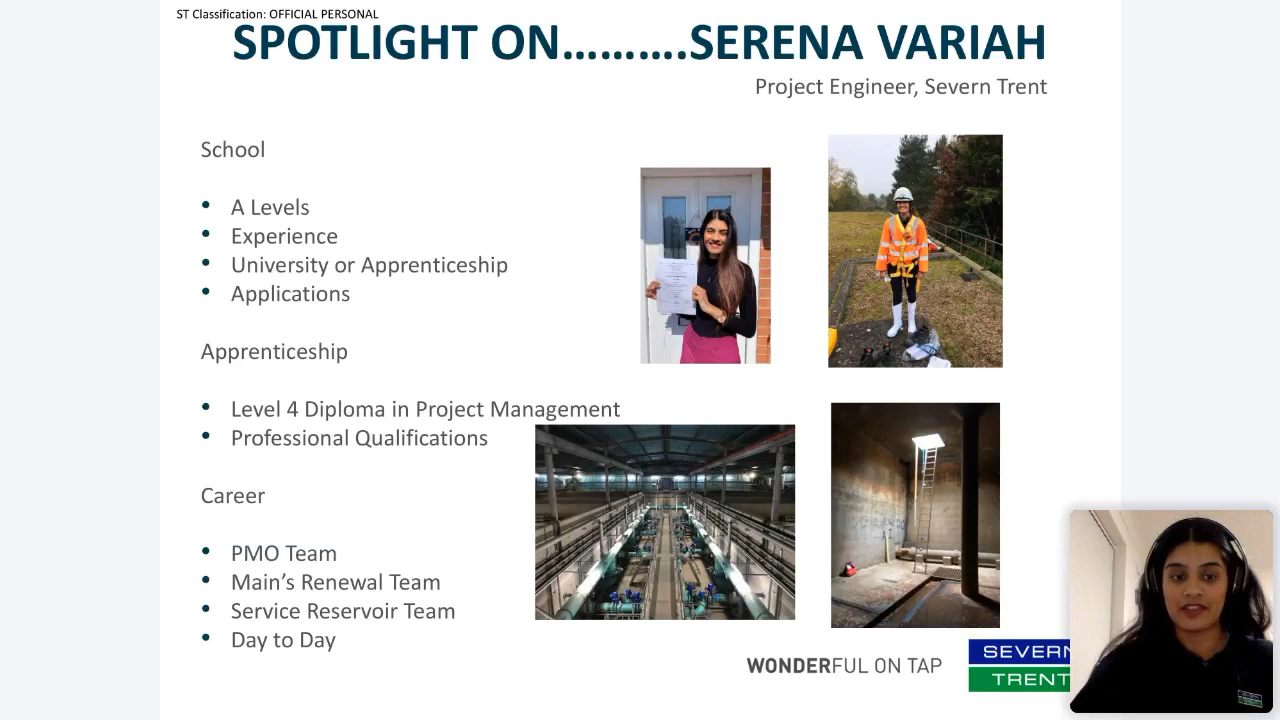 ST Classification: OFFICIAL PERSONAL
SPOTLIGHT ON……….SERENA VARIAH
Project Engineer, Severn Trent
School
• A Levels
• Experience
• University or Apprenticeship
• Applications
Apprenticeship
• Level 4 Diploma in Project Management
• Professional Qualifications
Career
• PMO Team
• Main’s Renewal Team
• Service Reservoir Team
• Day to Day
WONDERFUL ON TAP
SEVERN
TRENT